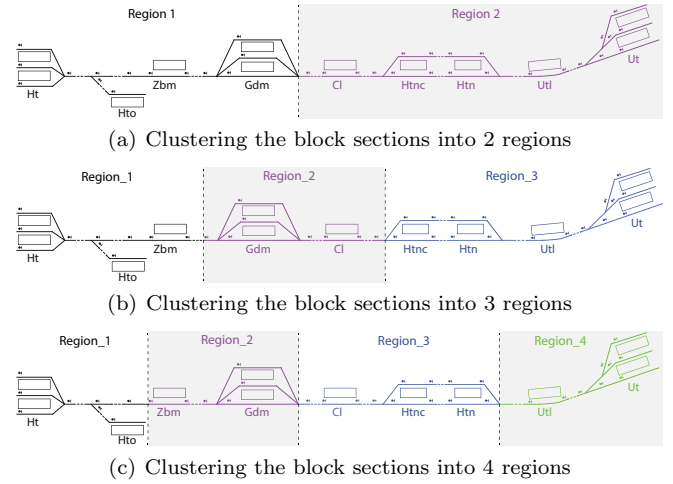 Region 1 Region 2
Ht Hto Zbm Gdm Cl Htnc Htn Utl Ut
(a) Clustering the block sections into 2 regions
Region_1 Region_2 Region_3
Ht Hto Zbm Gdm Cl Htnc Htn Utl Ut
(b) Clustering the block sections into 3 regions
Region_1 Region_2 Region_3 Region_4
Ht Hto Zbm Gdm Cl Htnc Htn Utl Ut
(c) Clustering the block sections into 4 regions